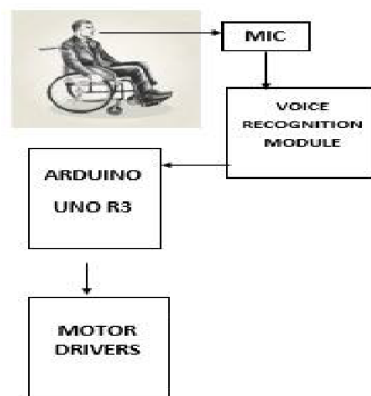 MIC
VOICE
RECOGNITION
MODULE
ARDUINO
UNO R3
MOTOR
DRIVERS